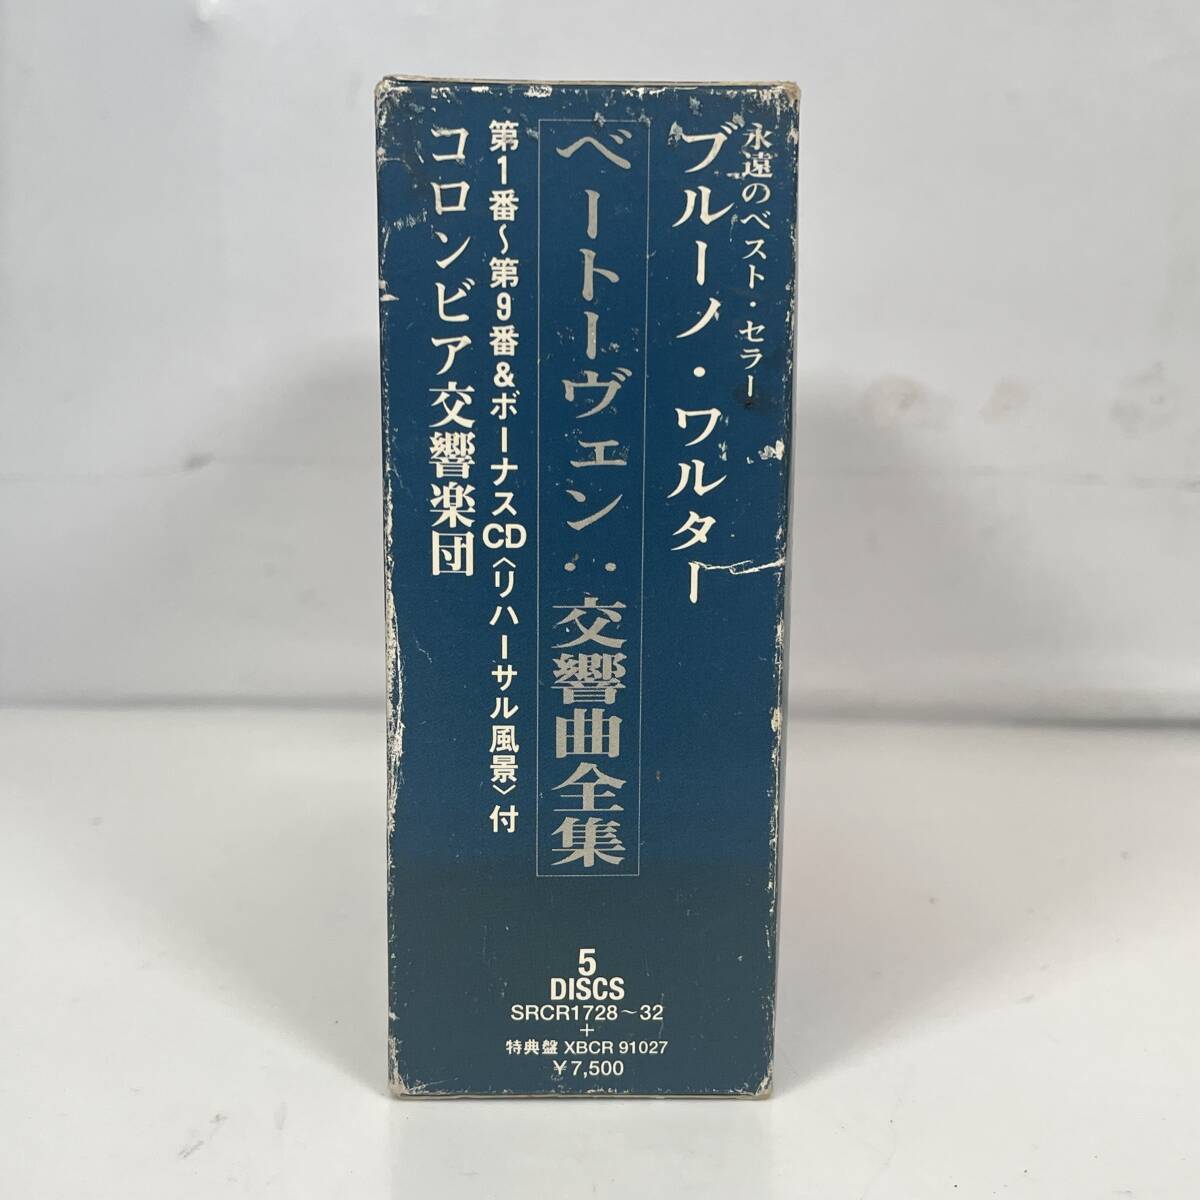 永遠のベスト・セラー
ブルーノ・ワルター
ベートーヴェン：交響曲全集
第1番～第9番&ボーナスCD〈リハーサル風景〉付
コロンビア交響楽団
5
DISCS
SRCR1728～32
+
特典盤 XBCR 91027
￥7,500